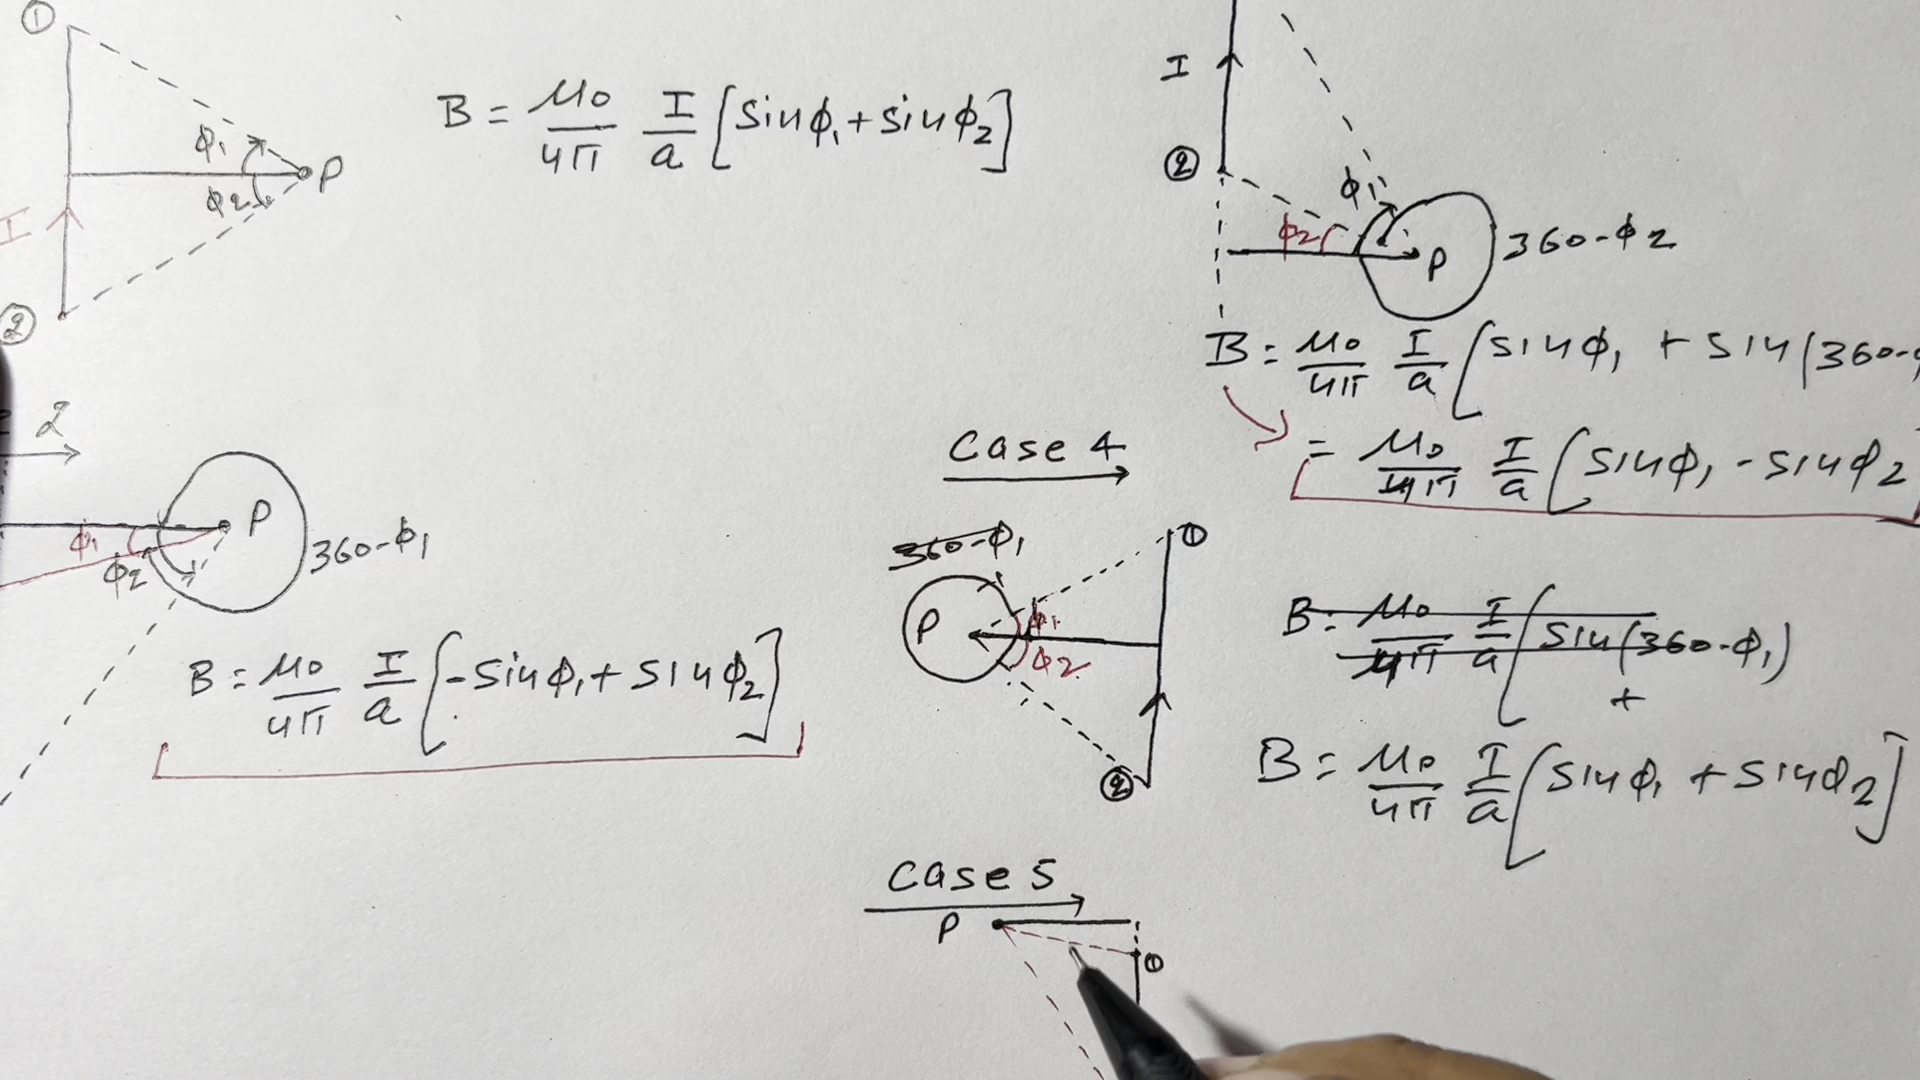 ①
B = μ₀/4π I/a [sinφ₁ + sinφ₂]
φ₁
φ₂
P
I
②
I
②
φ₁
φ₂
P
360-φ2
B = μ₀/4π I/a [sinφ₁ + sin(360-φ
= μ₀/4π I/a [sinφ₁ - sinφ2
2
P
φ₁
φ2
360-φ₁
B = μ₀/4π I/a [-sinφ₁ + sinφ₂]
Case 4
360-φ₁
①
P
φ₁
φ2
②
B = μ₀/4π I/a [sin(360-φ₁)
+
B = μ₀/4π I/a [sinφ₁ + sinφ₂]
Case 5
P
①